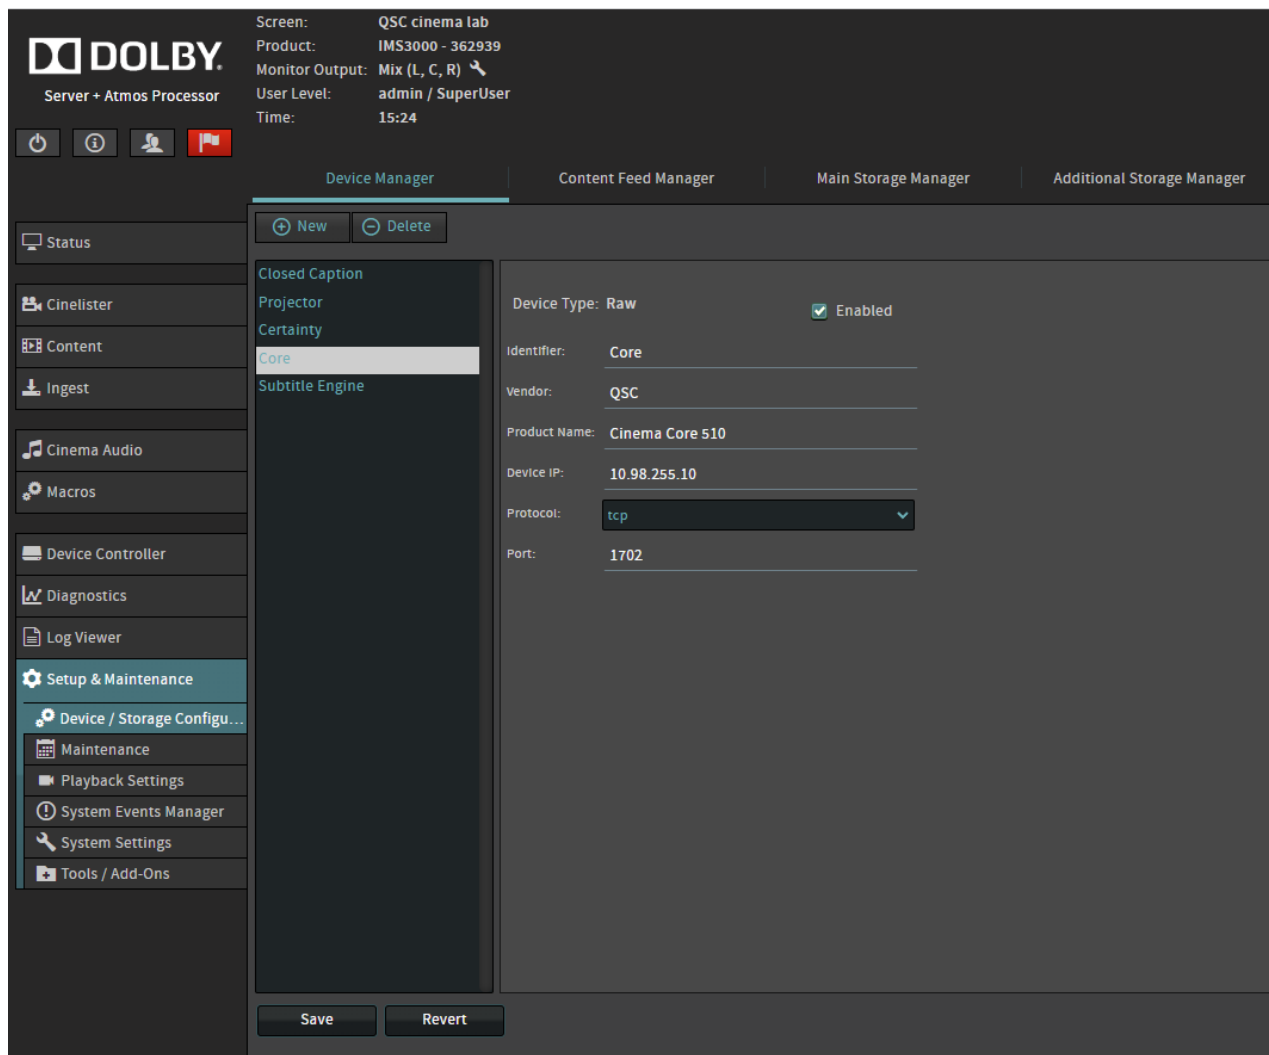 DOLBY.
Server + Atmos Processor
Screen: QSC cinema lab
Product: IMS3000 - 362939
Monitor Output: Mix (L, C, R)
User Level: admin / SuperUser
Time: 15:24
Device Manager Content Feed Manager Main Storage Manager Additional Storage Manager
New Delete
Status
Cinelister
Content
Ingest
Cinema Audio
Macros
Device Controller
Diagnostics
Log Viewer
Setup & Maintenance
Device / Storage Configu...
Maintenance
Playback Settings
System Events Manager
System Settings
Tools / Add-Ons
Closed Caption
Projector
Certainty
Core
Subtitle Engine
Device Type: Raw Enabled
Identifier: Core
Vendor: QSC
Product Name: Cinema Core 510
Device IP: 10.98.255.10
Protocol: tcp
Port: 1702
Save Revert